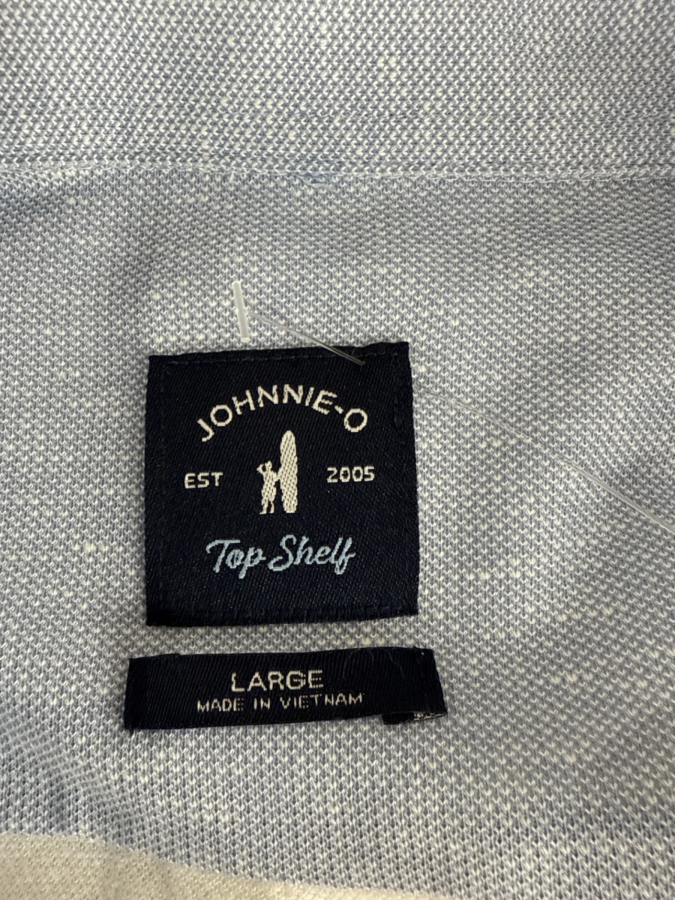 JOHNNIE-O
EST 2005
Top Shelf
LARGE
MADE IN VIETNAM